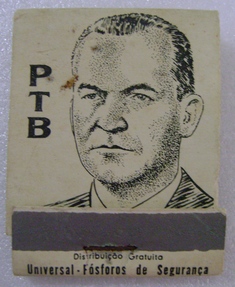 PTB
Distribuição Gratuita
Universal - Fósforos de Segurança